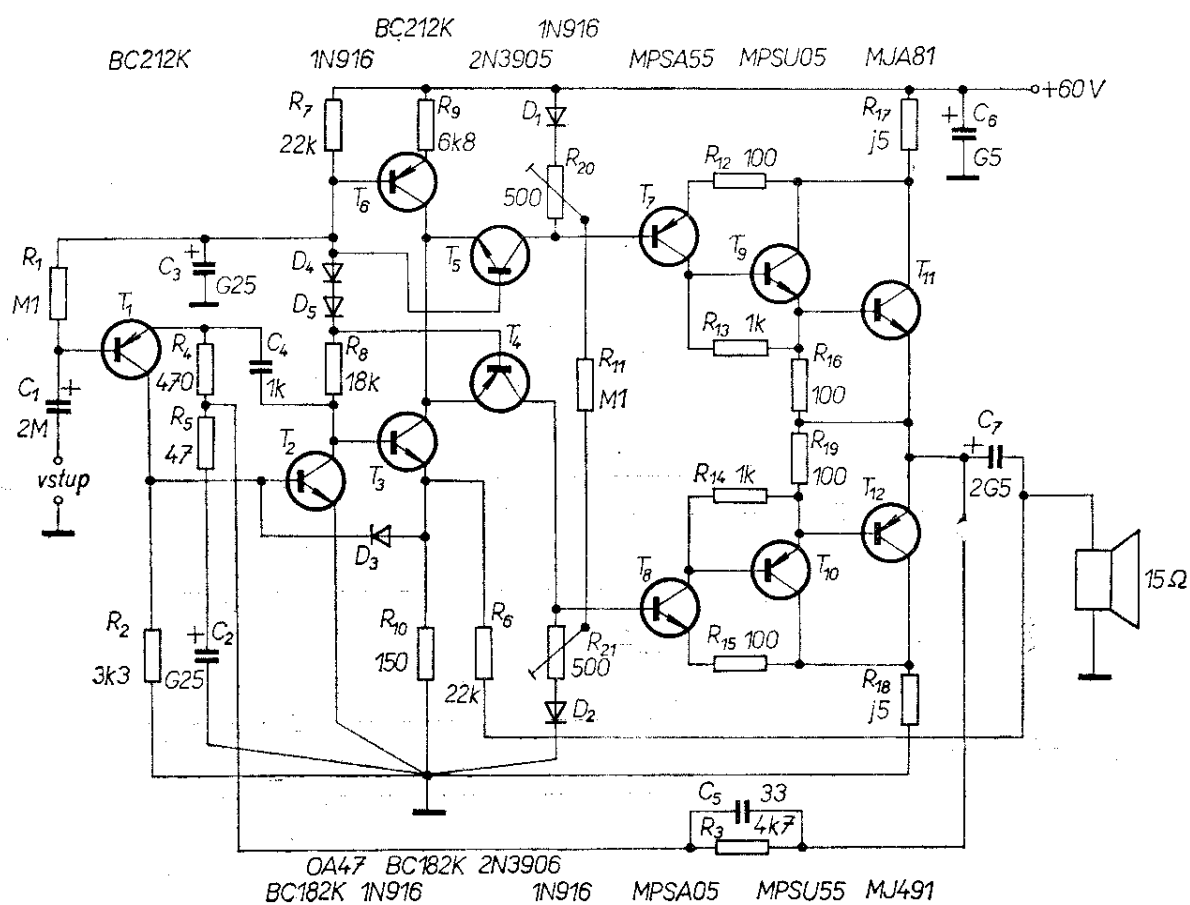 BC212K 1N916
BC212K 1N916 2N3905 MPSA55 MPSU05 MJA81
+60V
R7 22k
R9 6k8
D1
R17 j5
+ C6 G5
T6
R20 500
R12 100
T7
R1 M1
+ C3 G25
D4
D5
T5
T9
T11
T1
R4 470
C4 1k
R8 18k
T4
R11 M1
R13 1k
R16 100
C1 + 2M
R5 47
T2
T3
R19 100
+ C7 2G5
vstup
R14 1k
T12
D3
T8
T10
15Ω
R2 3k3
+ C2 G25
R10 150
R6 22k
R21 500
R15 100
R18 j5
D2
C5 33
R3 4k7
OA47 BC182K 2N3906
BC182K 1N916 1N916 MPSA05 MPSU55 MJ491